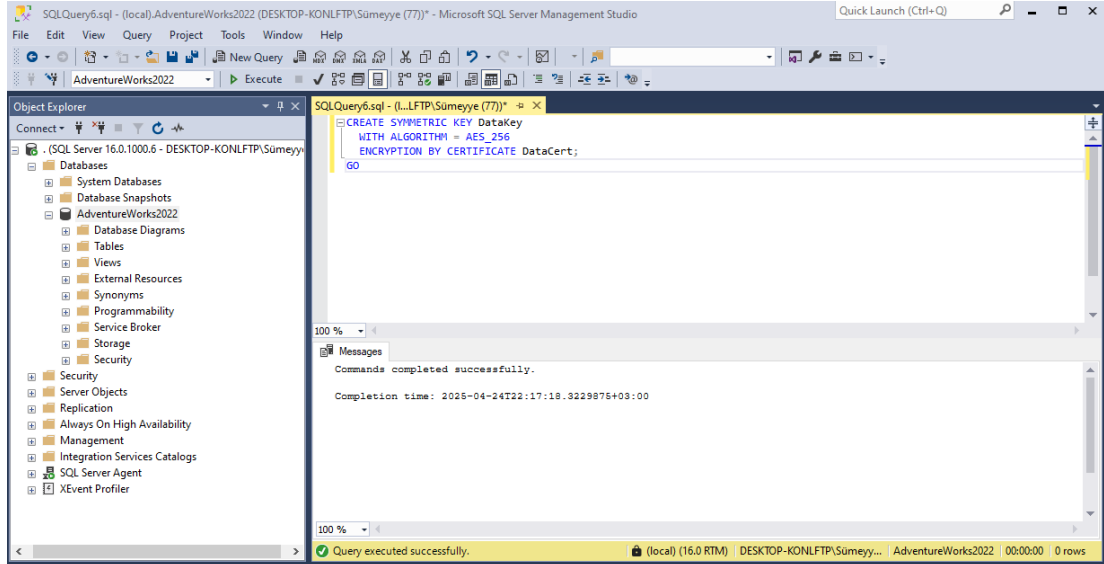 SQLQuery6.sql - (local).AdventureWorks2022 (DESKTOP-KONLFTP\Sümeyye (77))* - Microsoft SQL Server Management Studio
Quick Launch (Ctrl+Q)
File Edit View Query Project Tools Window Help
New Query
AdventureWorks2022
Execute
Object Explorer
Connect
. (SQL Server 16.0.1000.6 - DESKTOP-KONLFTP\Sümeyy
Databases
System Databases
Database Snapshots
AdventureWorks2022
Database Diagrams
Tables
Views
External Resources
Synonyms
Programmability
Service Broker
Storage
Security
Security
Server Objects
Replication
Always On High Availability
Management
Integration Services Catalogs
SQL Server Agent
XEvent Profiler
SQLQuery6.sql - (l...LFTP\Sümeyye (77))*
CREATE SYMMETRIC KEY DataKey
WITH ALGORITHM = AES_256
ENCRYPTION BY CERTIFICATE DataCert;
GO
100 %
Messages
Commands completed successfully.
Completion time: 2025-04-24T22:17:18.3229875+03:00
100 %
Query executed successfully.
(local) (16.0 RTM) DESKTOP-KONLFTP\Sümeyy... AdventureWorks2022 00:00:00 0 rows